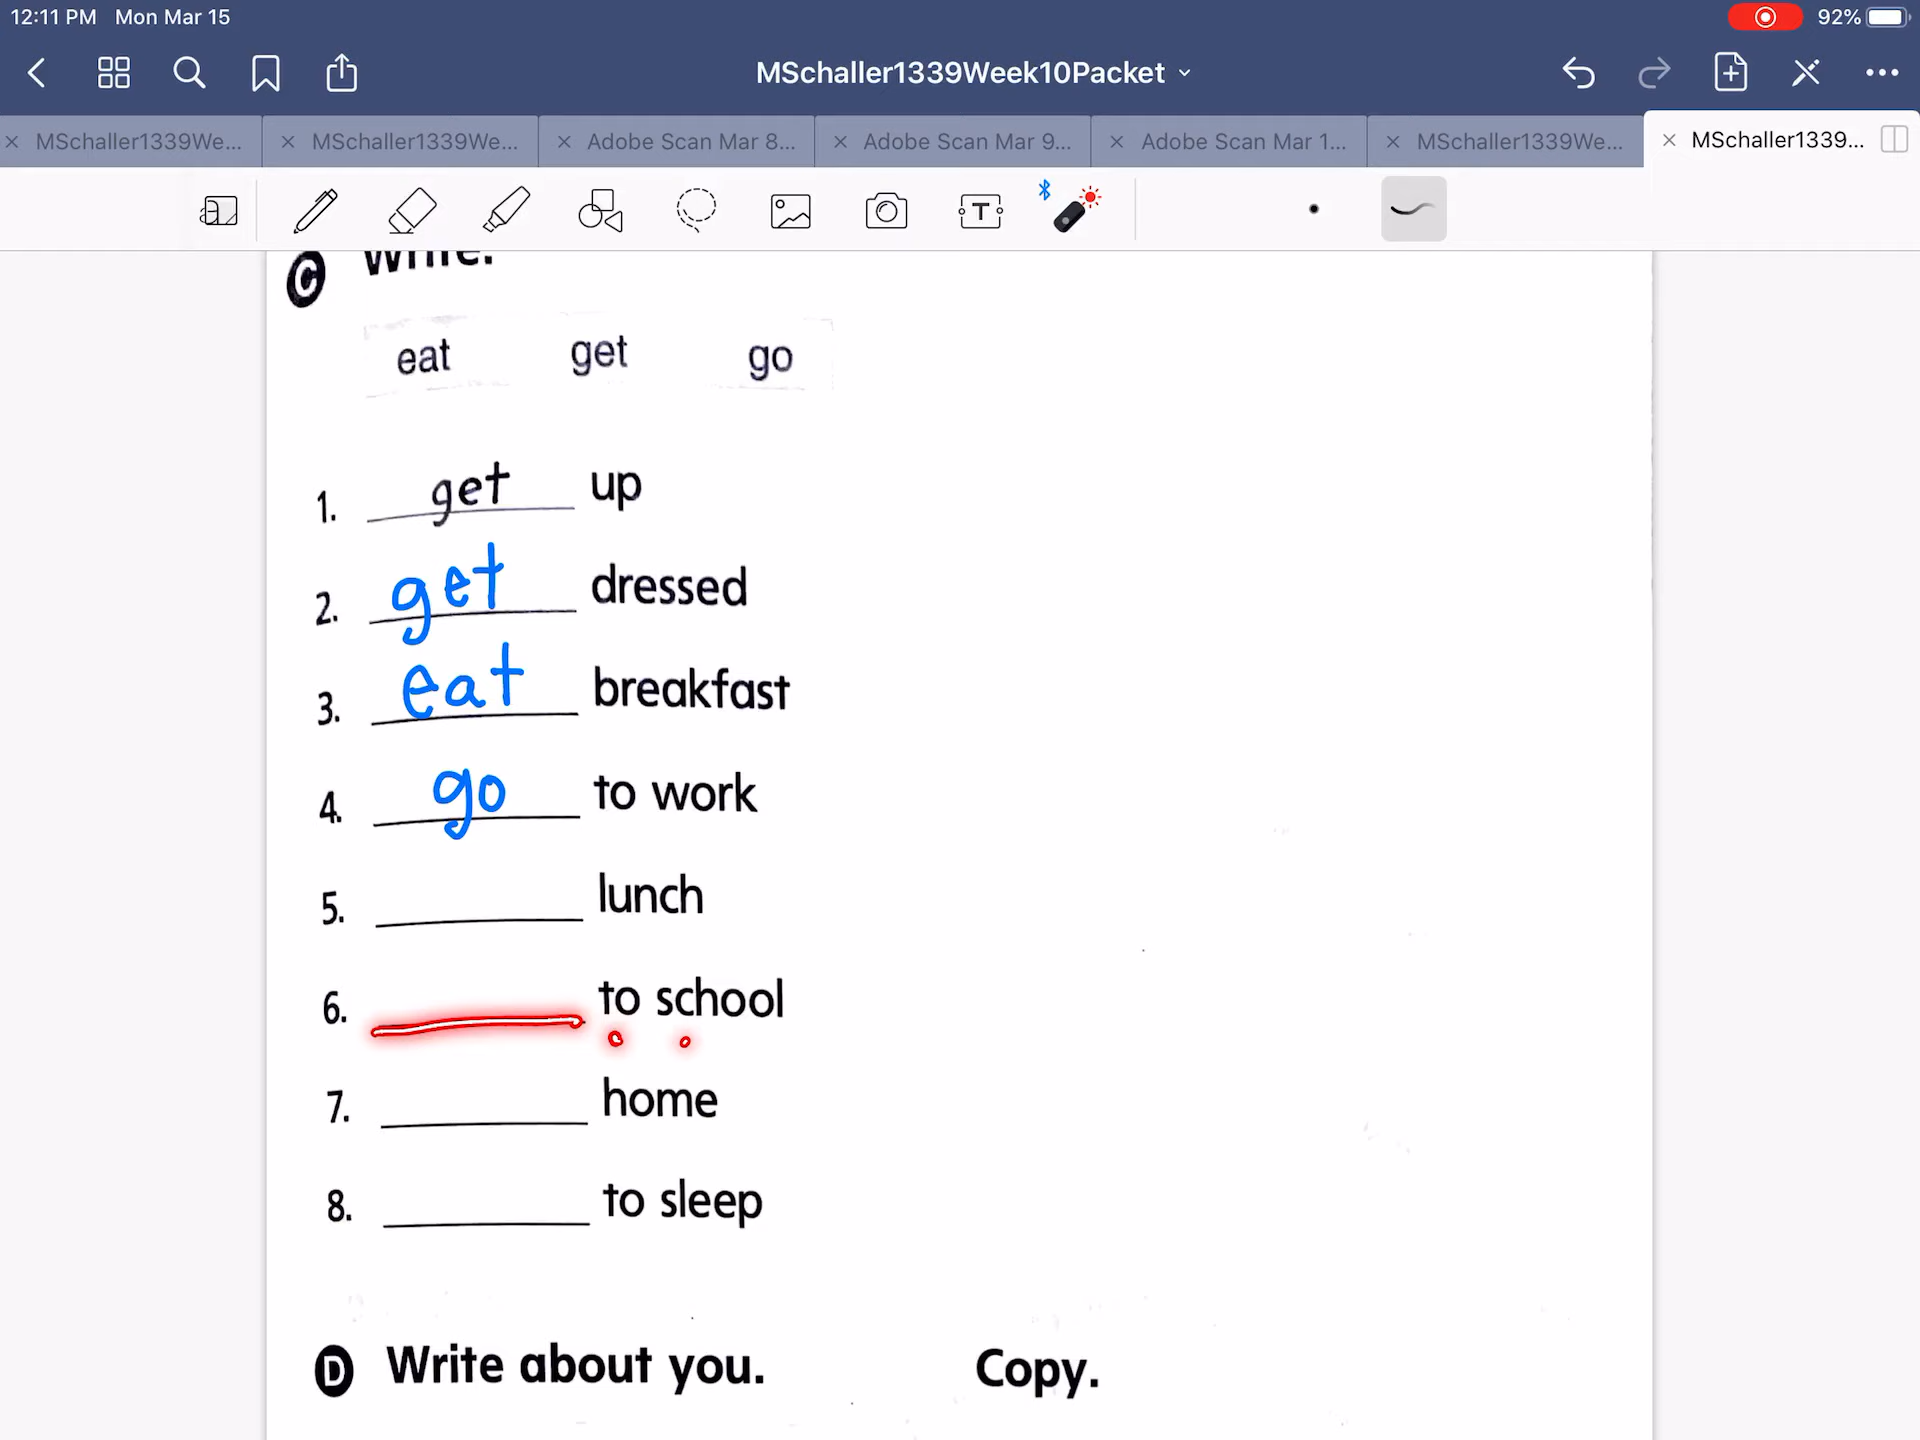 12:11 PM Mon Mar 15 92%
MSchaller1339Week10Packet
MSchaller1339We... MSchaller1339We... Adobe Scan Mar 8... Adobe Scan Mar 9... Adobe Scan Mar 1... MSchaller1339We... MSchaller1339...
C Write.
eat get go
1. get up
2. get dressed
3. eat breakfast
4. go to work
5. lunch
6. to school
7. home
8. to sleep
D Write about you. Copy.